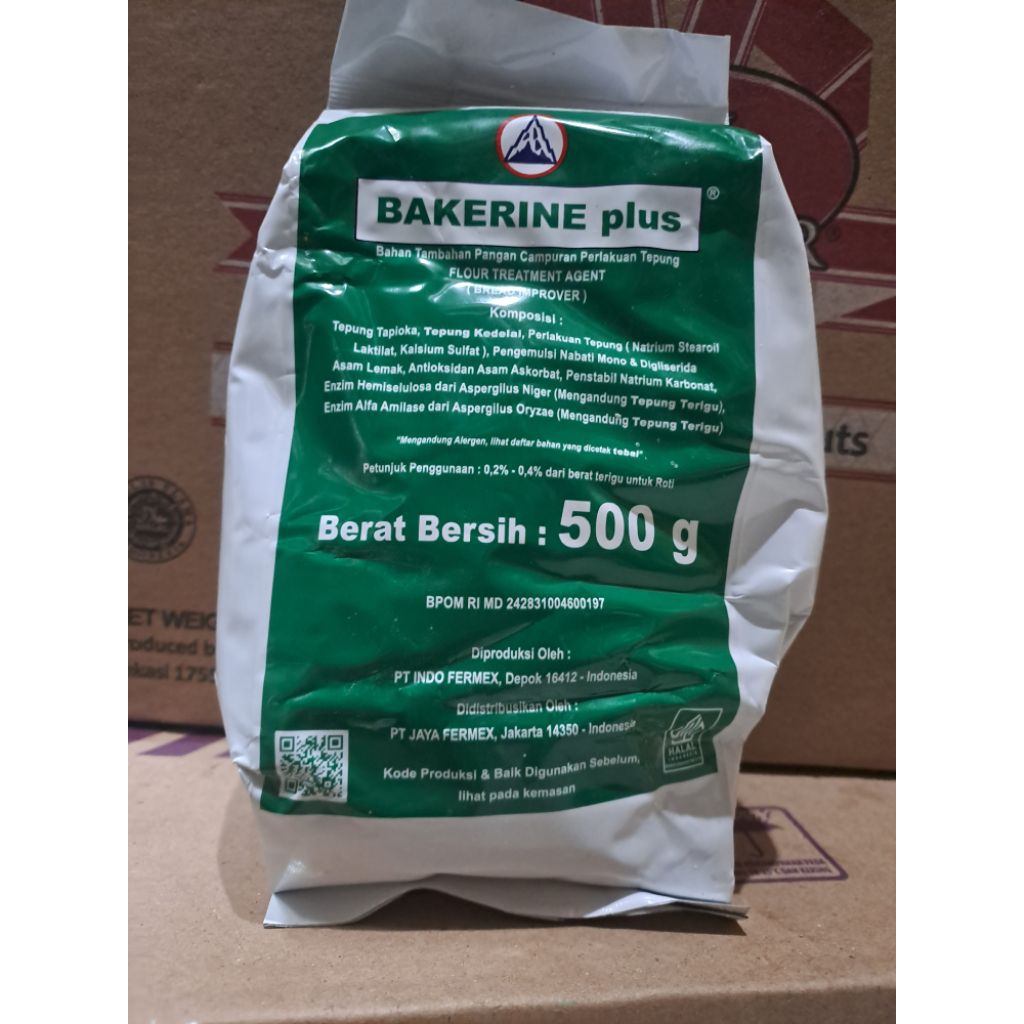 BAKERINE plus ®
Bahan Tambahan Pangan Campuran Perlakuan Tepung
FLOUR TREATMENT AGENT
( BREAD IMPROVER )
Komposisi :
Tepung Tapioka, Tepung Kedelai, Perlakuan Tepung ( Natrium Stearoil
Laktilat, Kalsium Sulfat ), Pengemulsi Nabati Mono & Digliserida
Asam Lemak, Antioksidan Asam Askorbat, Penstabil Natrium Karbonat,
Enzim Hemiselulosa dari Aspergilus Niger (Mengandung Tepung Terigu),
Enzim Alfa Amilase dari Aspergilus Oryzae (Mengandung Tepung Terigu)
"Mengandung Alergen, lihat daftar bahan yang dicetak tebal".
Petunjuk Penggunaan : 0,2% - 0,4% dari berat terigu untuk Roti
Berat Bersih : 500 g
BPOM RI MD 242831004600197
Diproduksi Oleh :
PT INDO FERMEX, Depok 16412 - Indonesia
Didistribusikan Oleh :
PT JAYA FERMEX, Jakarta 14350 - Indonesia
HALAL
INDONESIA
Kode Produksi & Baik Digunakan Sebelum,
lihat pada kemasan